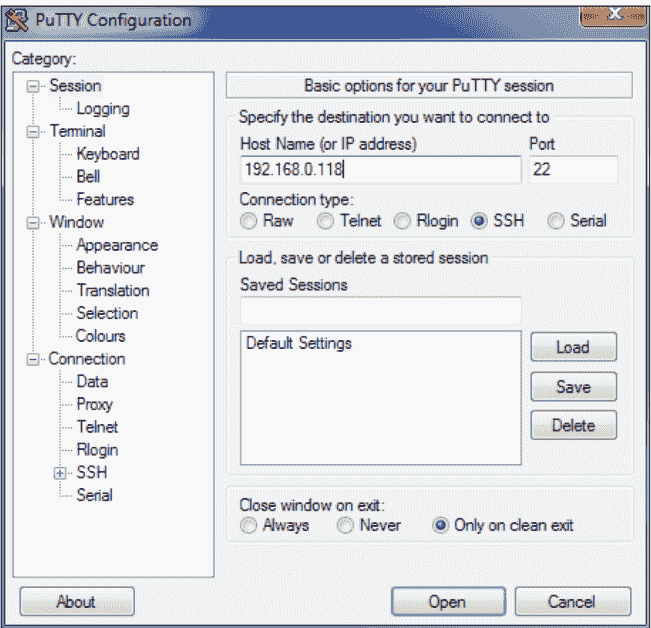 PuTTY Configuration
Category:
Session
Logging
Terminal
Keyboard
Bell
Features
Window
Appearance
Behaviour
Translation
Selection
Colours
Connection
Data
Proxy
Telnet
Rlogin
SSH
Serial
Basic options for your PuTTY session
Specify the destination you want to connect to
Host Name (or IP address) Port
192.168.0.118 22
Connection type:
Raw Telnet Rlogin SSH Serial
Load, save or delete a stored session
Saved Sessions
Default Settings
Load
Save
Delete
Close window on exit:
Always Never Only on clean exit
About Open Cancel